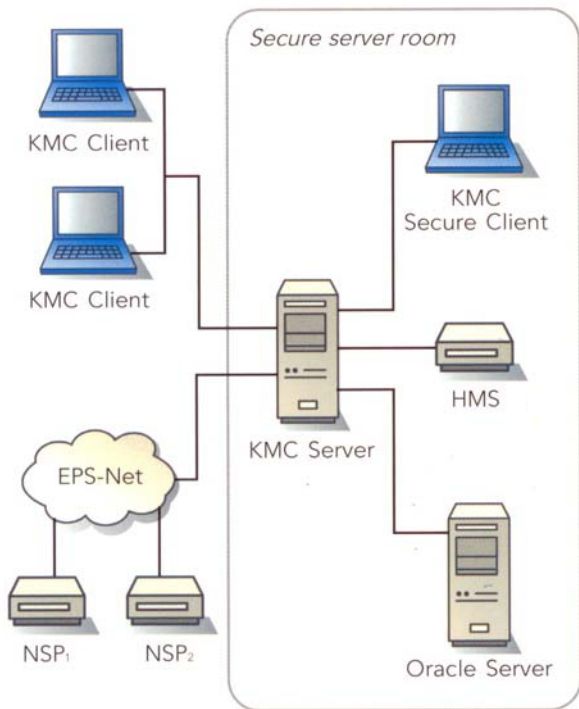 Secure server room
KMC Client
KMC
Secure Client
KMC Client
HMS
KMC Server
EPS-Net
NSP₁
NSP₂
Oracle Server